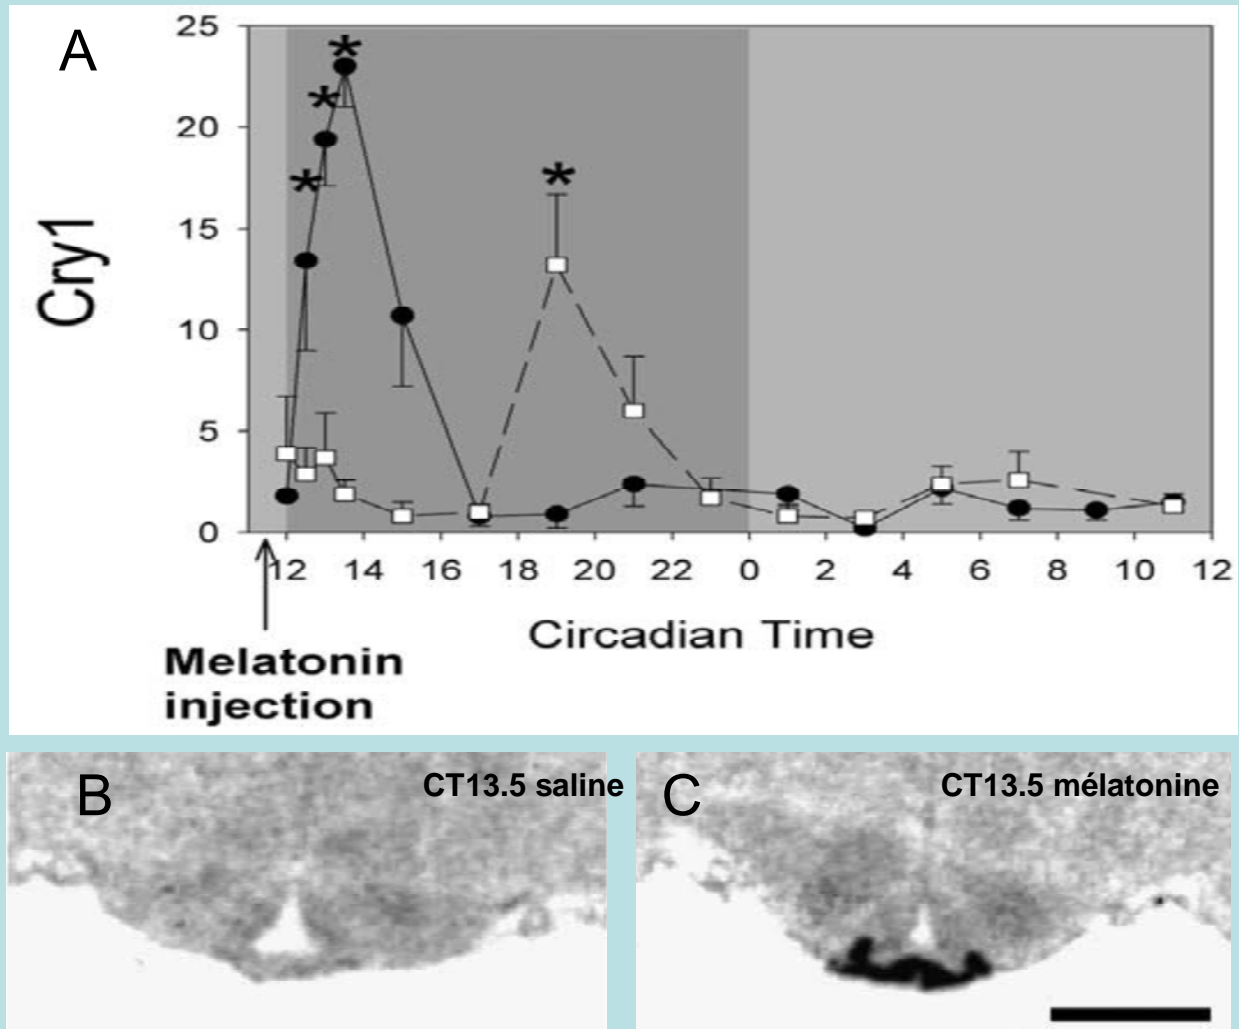 A
25
20
15
10
5
0
Cry1
*
*
*
*
12 14 16 18 20 22 0 2 4 6 8 10 12
Circadian Time
Melatonin
injection
B
CT13.5 saline
C
CT13.5 mélatonine